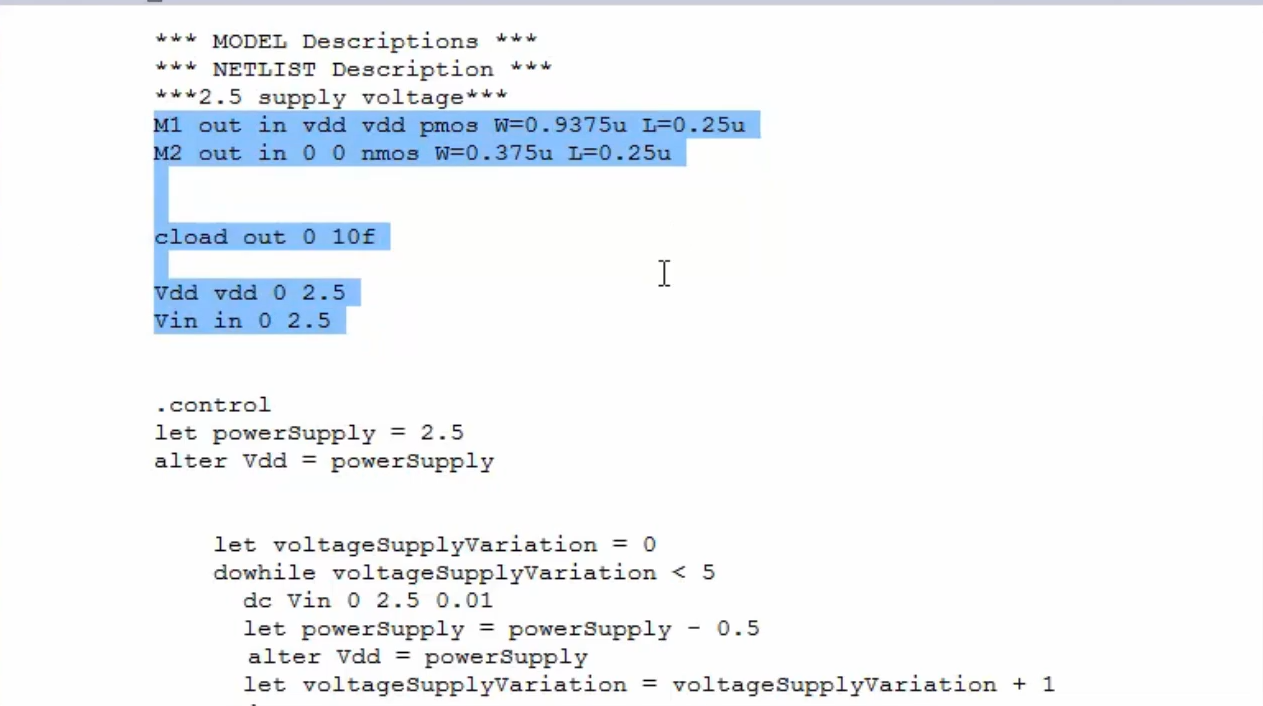 *** MODEL Descriptions ***
*** NETLIST Description ***
***2.5 supply voltage***
M1 out in vdd vdd pmos W=0.9375u L=0.25u
M2 out in 0 0 nmos W=0.375u L=0.25u
cload out 0 10f
Vdd vdd 0 2.5
Vin in 0 2.5
.control
let powerSupply = 2.5
alter Vdd = powerSupply
let voltageSupplyVariation = 0
dowhile voltageSupplyVariation < 5
dc Vin 0 2.5 0.01
let powerSupply = powerSupply - 0.5
alter Vdd = powerSupply
let voltageSupplyVariation = voltageSupplyVariation + 1